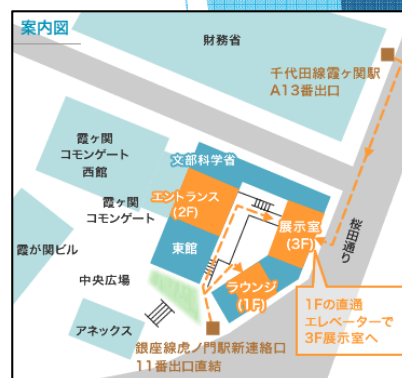 案内図
財務省
千代田線霞ヶ関駅
A13番出口
霞ヶ関
コモンゲート
西館
文部科学省
エントランス
(2F)
霞ヶ関
コモンゲート
展示室
(3F)
桜田通り
東館
霞が関ビル
ラウンジ
(1F)
中央広場
1Fの直通
エレベーターで
3F展示室へ
アネックス
銀座線虎ノ門駅新連絡口
11番出口直結